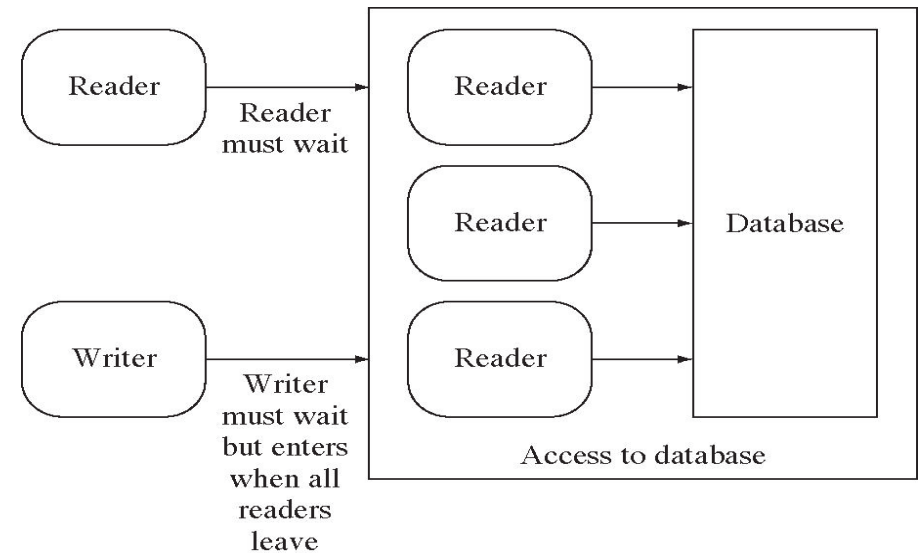 Reader
Reader
must wait
Reader
Reader
Reader
Database
Writer
Writer
must wait
but enters
when all
readers
leave
Access to database